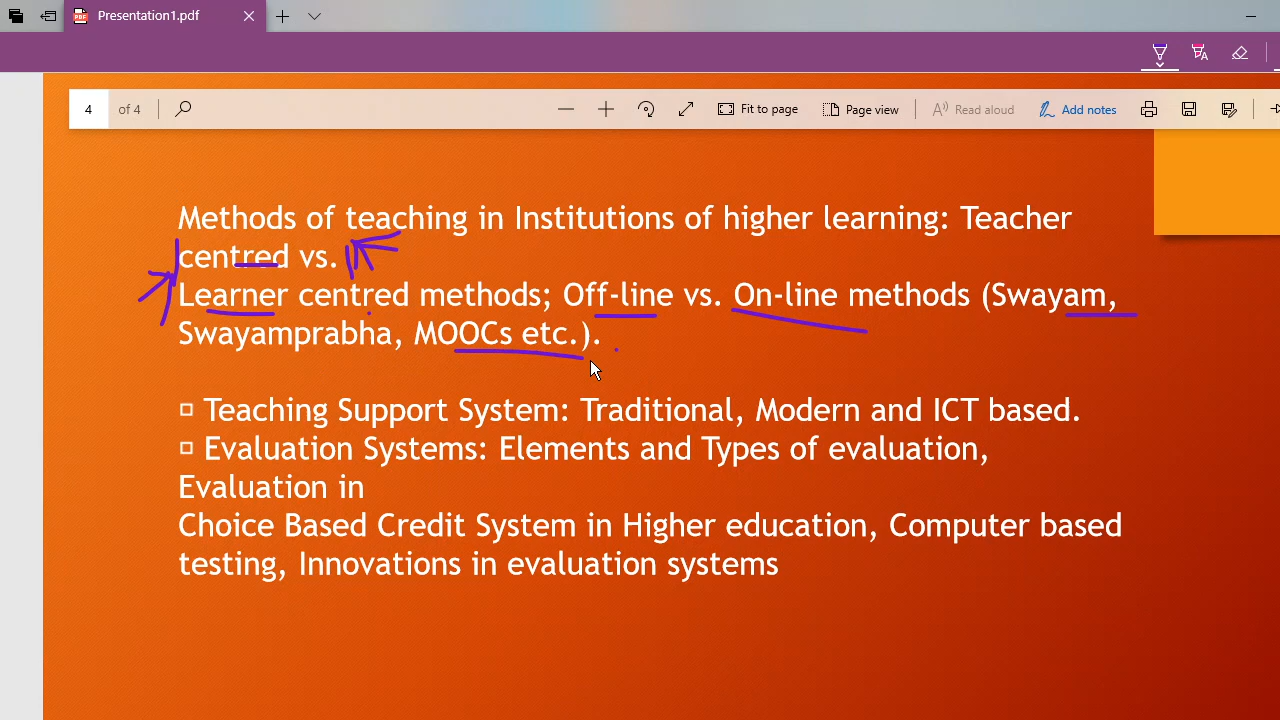 Presentation1.pdf
4 of 4
Fit to page
Page view
Read aloud
Add notes
Methods of teaching in Institutions of higher learning: Teacher
centred vs.
Learner centred methods; Off-line vs. On-line methods (Swayam,
Swayamprabha, MOOCs etc.).
Teaching Support System: Traditional, Modern and ICT based.
Evaluation Systems: Elements and Types of evaluation,
Evaluation in
Choice Based Credit System in Higher education, Computer based
testing, Innovations in evaluation systems